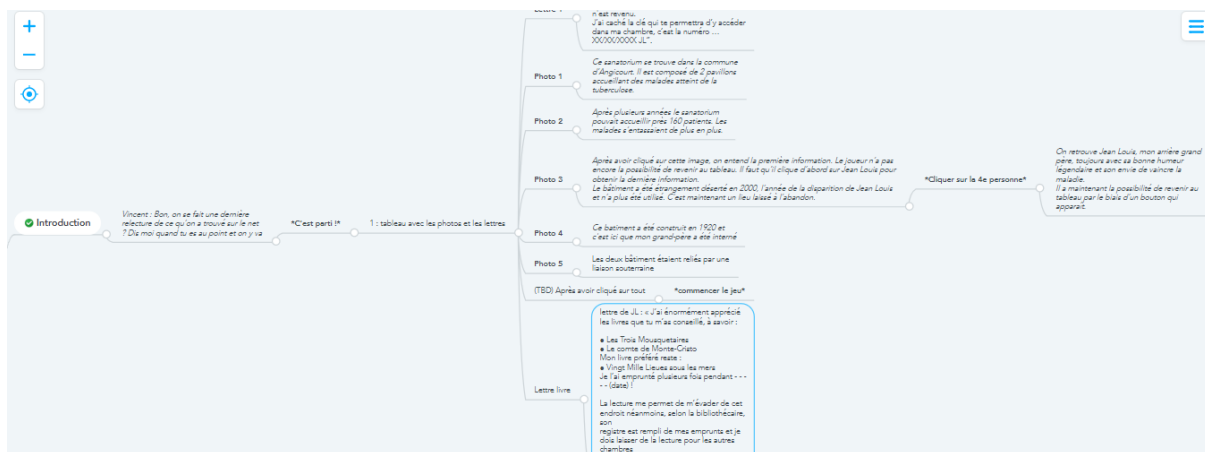 n'est revenu.
J'ai caché la clé qui te permettra d'y accéder
dans ma chambre, c'est la numéro ....
XX/XX/XXXX JL".
Photo 1
Ce sanatorium se trouve dans la commune
d'Angicourt. Il est composé de 2 pavillons
accueillant des malades atteint de la
tuberculose.
Photo 2
Après plusieurs années le sanatorium
pouvait accueillir près 160 patients. Les
malades s'entassaient de plus en plus.
Photo 3
Après avoir cliqué sur cette image, on entend la première information. Le joueur n'a pas
encore la possibilité de revenir au tableau. Il faut qu'il clique d'abord sur Jean Louis pour
obtenir la dernière information.
Le bâtiment a été étrangement déserté en 2000, l'année de la disparition de Jean Louis
et n'a plus été utilisé. C'est maintenant un lieu laissé à l'abandon.
*Cliquer sur la 4e personne*
On retrouve Jean Louis, mon arrière grand
père, toujours avec sa bonne humeur
légendaire et son envie de vaincre la
maladie.
Il a maintenant la possibilité de revenir au
tableau par le biais d'un bouton qui
apparait.
Introduction
Vincent : Bon, on se fait une dernière
relecture de ce qu'on a trouvé sur le net
? Dis moi quand tu es au point et on y va
*C'est parti !*
1 : tableau avec les photos et les lettres
Photo 4
Ce batiment a été construit en 1920 et
c'est ici que mon grand-père a été interné
Photo 5
Les deux bâtiment étaient reliés par une
liaison souterraine
(TBD) Après avoir cliqué sur tout
*commencer le jeu*
Lettre livre
lettre de JL : « J'ai énormément apprécié
les livres que tu m'as conseillé, à savoir :
● Les Trois Mousquetaires
● Le comte de Monte-Cristo
Mon livre préféré reste :
● Vingt Mille Lieues sous les mers
Je l'ai emprunté plusieurs fois pendant - - -
- - (date) !
La lecture me permet de m'évader de cet
endroit néanmoins, selon la bibliothécaire,
son
registre est rempli de mes emprunts et je
dois laisser de la lecture pour les autres
chambres